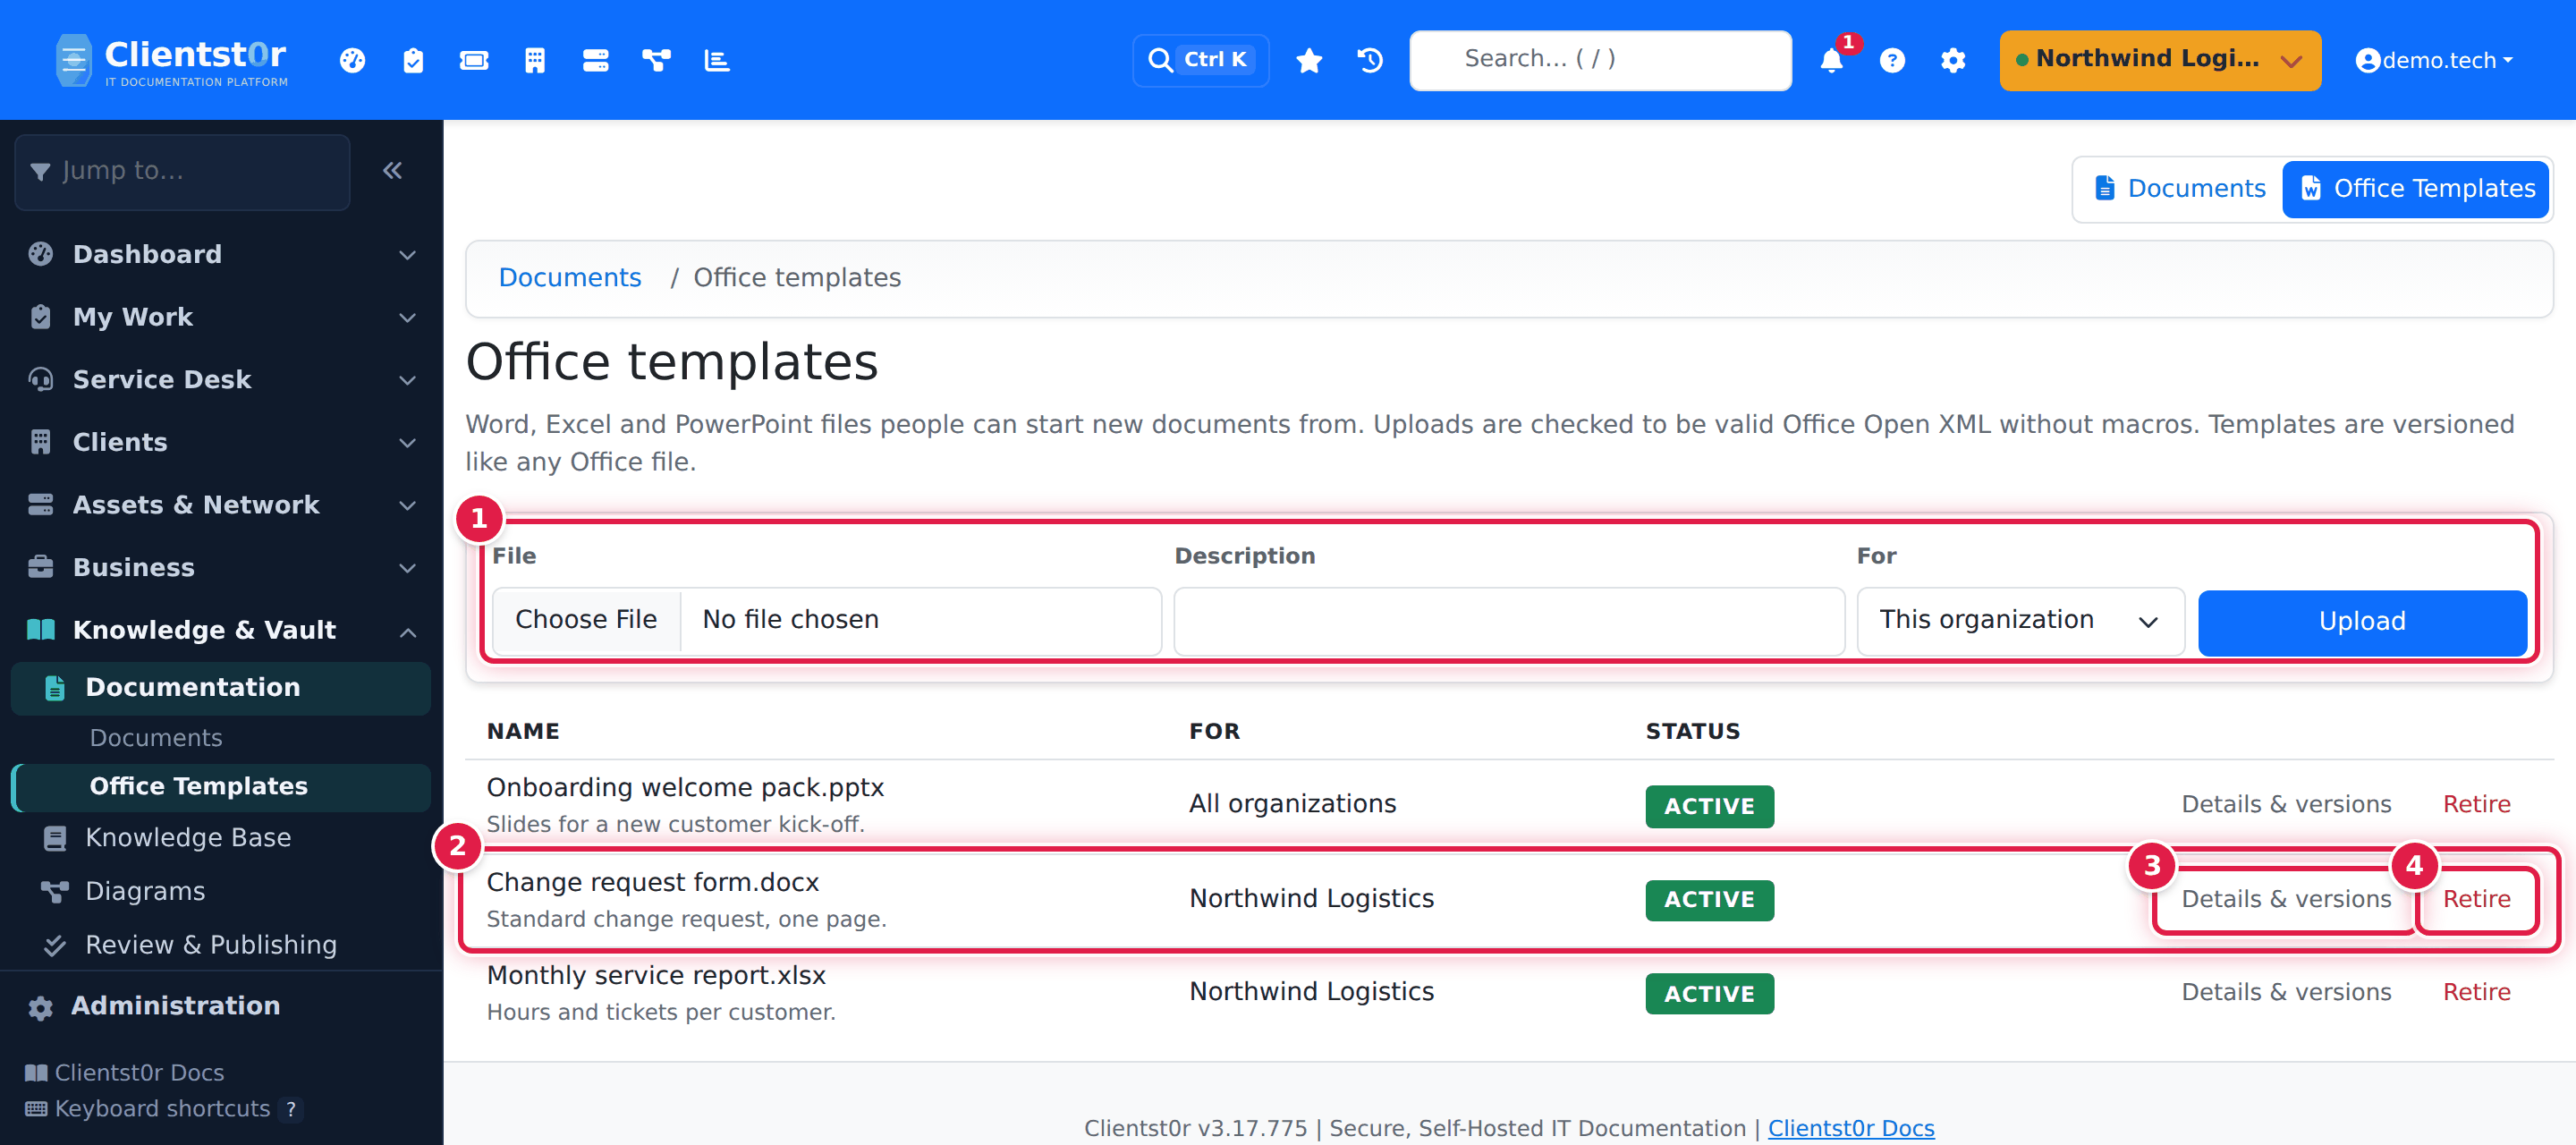 Clientst0r
IT DOCUMENTATION PLATFORM
Ctrl K
Search... ( / )
1
Northwind Logi...
demo.tech
Jump to...
Dashboard
My Work
Service Desk
Clients
Assets & Network
Business
Knowledge & Vault
Documentation
Documents
Office Templates
Knowledge Base
Diagrams
Review & Publishing
Administration
Clientst0r Docs
Keyboard shortcuts ?
Documents
Office Templates
Documents / Office templates
Office templates
Word, Excel and PowerPoint files people can start new documents from. Uploads are checked to be valid Office Open XML without macros. Templates are versioned
like any Office file.
1
File Description For
Choose File No file chosen This organization Upload
NAME FOR STATUS
Onboarding welcome pack.pptx
Slides for a new customer kick-off.
All organizations ACTIVE Details & versions Retire
2 3 4
Change request form.docx
Standard change request, one page.
Northwind Logistics ACTIVE Details & versions Retire
Monthly service report.xlsx
Hours and tickets per customer.
Northwind Logistics ACTIVE Details & versions Retire
Clientst0r v3.17.775 | Secure, Self-Hosted IT Documentation | Clientst0r Docs